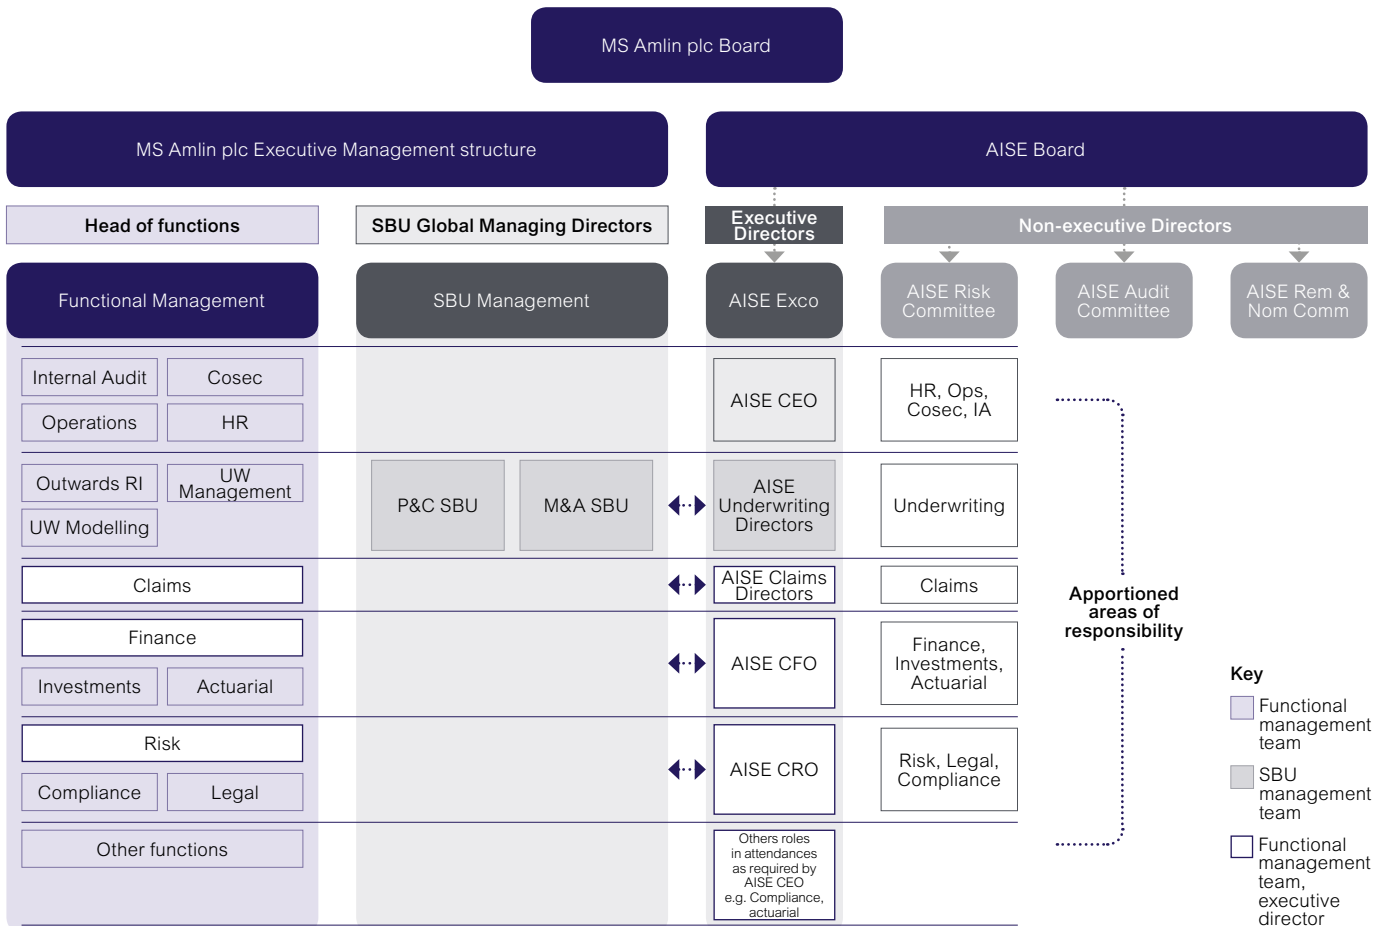 MS Amlin plc Board
MS Amlin plc Executive Management structure
AISE Board
Head of functions
SBU Global Managing Directors
Executive
Directors
Non-executive Directors
Functional Management
SBU Management
AISE Exco
AISE Risk
Committee
AISE Audit
Committee
AISE Rem &
Nom Comm
Internal Audit
Cosec
Operations
HR
AISE CEO
HR, Ops,
Cosec, IA
Outwards RI
UW
Management
UW Modelling
P&C SBU
M&A SBU
AISE
Underwriting
Directors
Underwriting
Claims
AISE Claims
Directors
Claims
Finance
Investments
Actuarial
AISE CFO
Finance,
Investments,
Actuarial
Risk
Compliance
Legal
AISE CRO
Risk, Legal,
Compliance
Other functions
Others roles
in attendances
as required by
AISE CEO
e.g. Compliance,
actuarial
Apportioned
areas of
responsibility
Key
Functional
management
team
SBU
management
team
Functional
management
team,
executive
director